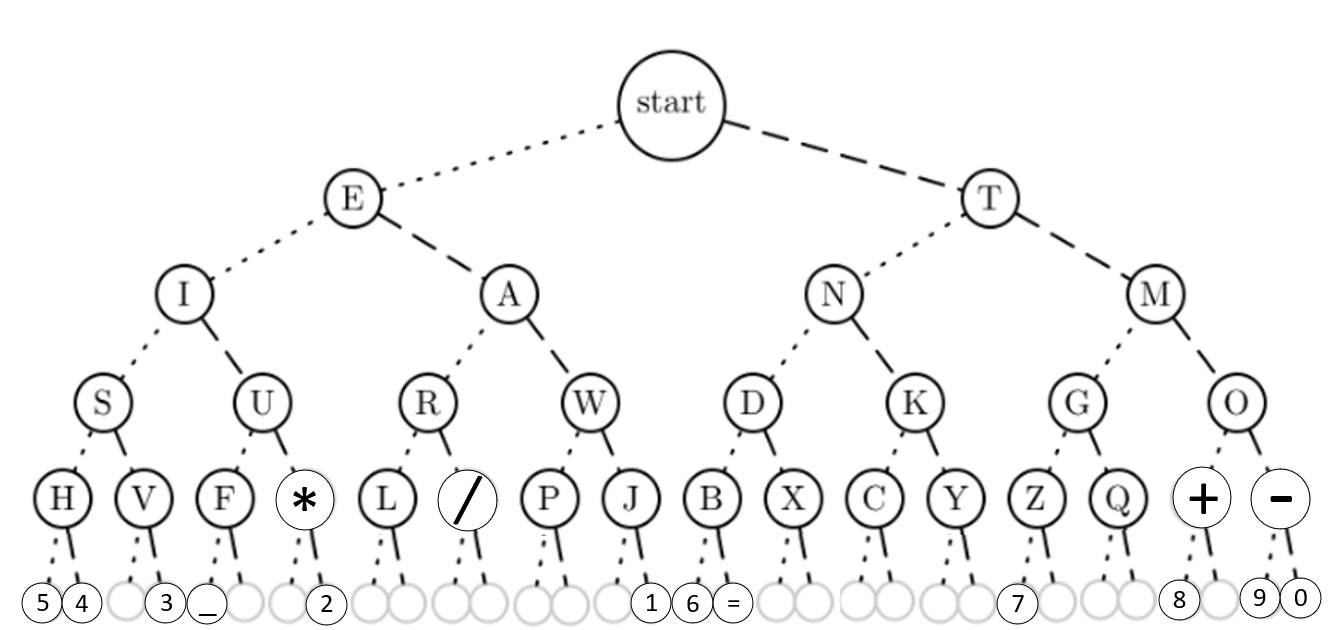 start
E T
I A N M
S U R W D K G O
H V F * L / P J B X C Y Z Q + -
5 4 3 _ 2 1 6 = 7 8 9 0